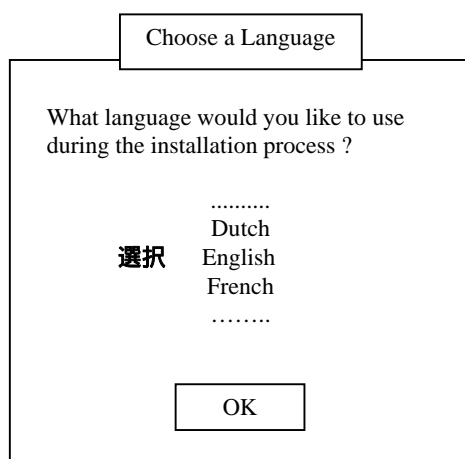 Choose a Language
What language would you like to use
during the installation process ?
..........
Dutch
選択 English
French
........
OK